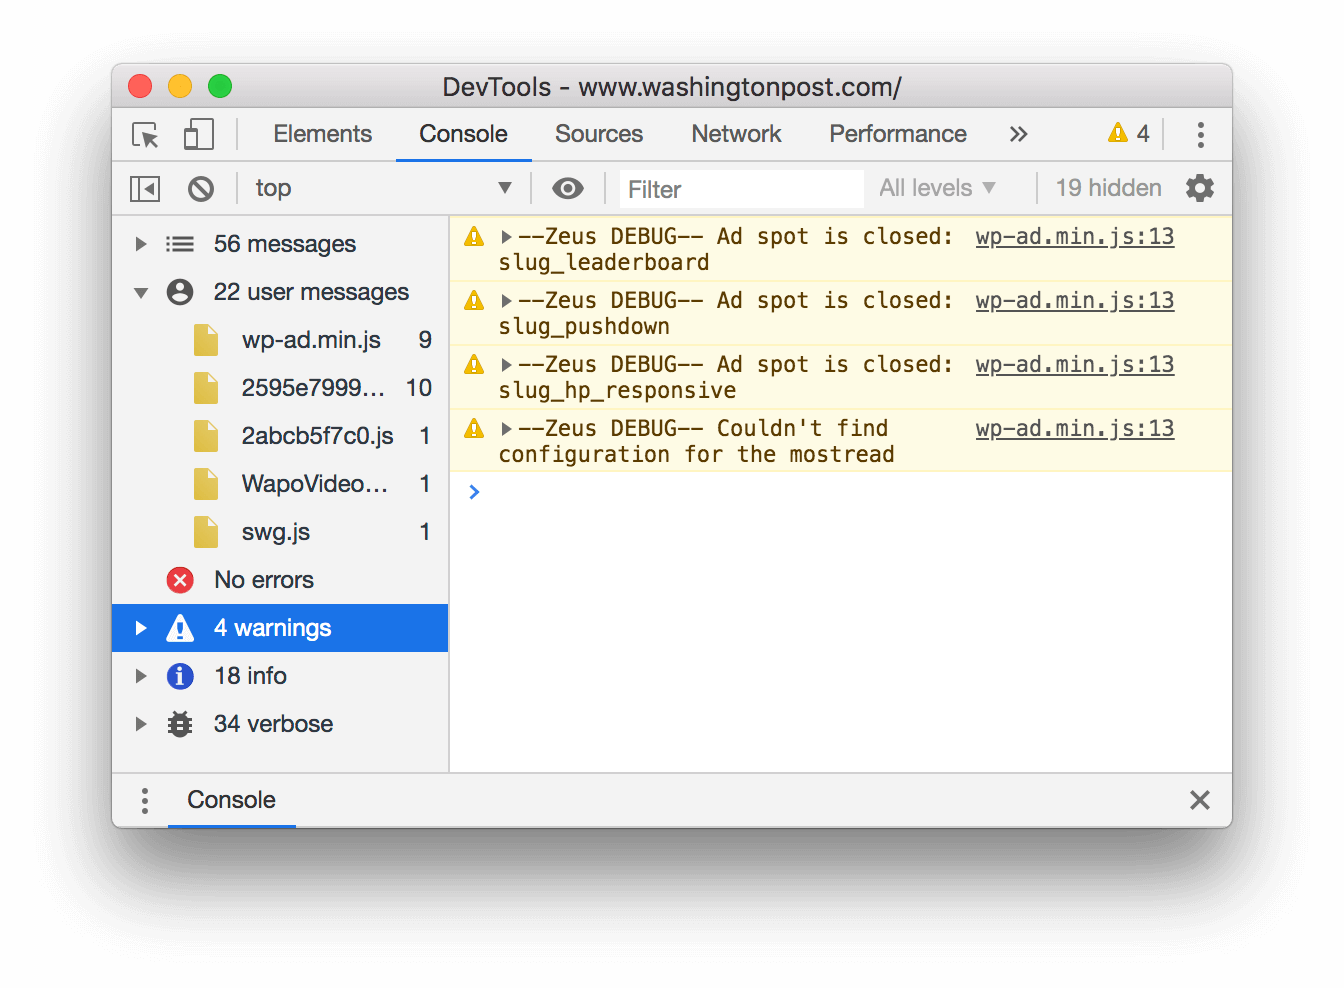 DevTools - www.washingtonpost.com/
Elements Console Sources Network Performance » 4
top Filter All levels 19 hidden
56 messages
22 user messages
wp-ad.min.js 9
2595e7999... 10
2abcb5f7c0.js 1
WapoVideo... 1
swg.js 1
No errors
4 warnings
18 info
34 verbose
--Zeus DEBUG-- Ad spot is closed: wp-ad.min.js:13
slug_leaderboard
--Zeus DEBUG-- Ad spot is closed: wp-ad.min.js:13
slug_pushdown
--Zeus DEBUG-- Ad spot is closed: wp-ad.min.js:13
slug_hp_responsive
--Zeus DEBUG-- Couldn't find wp-ad.min.js:13
configuration for the mostread
>
Console